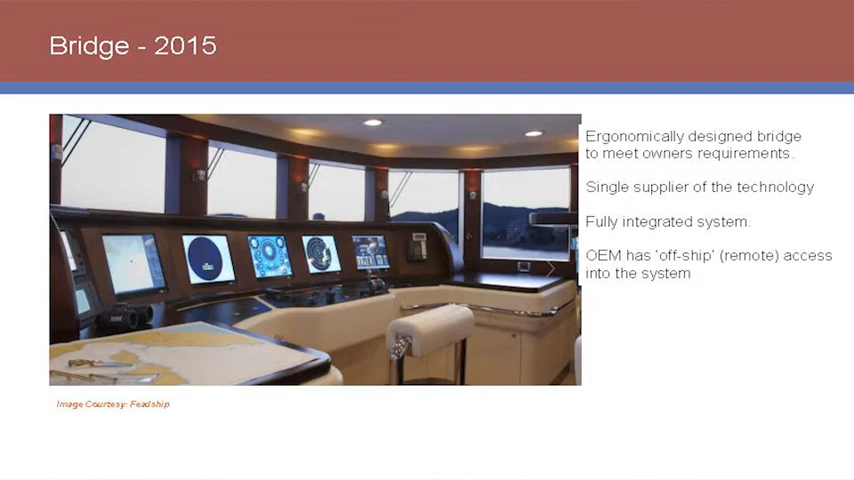 Bridge - 2015
Ergonomically designed bridge
to meet owners requirements.
Single supplier of the technology
Fully integrated system.
OEM has 'off-ship' (remote) access
into the system
Image Courtesy: Feadship